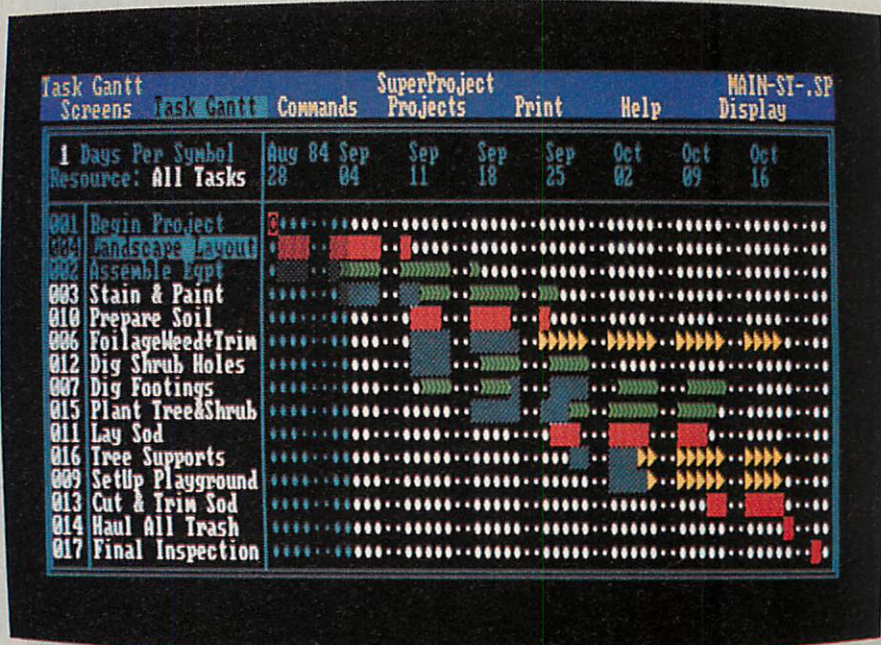 Task Gantt SuperProject MAIN-ST-.SP
Screens Task Gantt Commands Projects Print Help Display
1 Days Per Symbol Aug 84 Sep Sep Sep Sep Oct Oct Oct
Resource: All Tasks 28 04 11 18 25 02 09 16
001 Begin Project C
004 Landscape Layout
002 Assemble Eqpt
003 Stain & Paint
010 Prepare Soil
006 FoilageWeed+Trim
012 Dig Shrub Holes
007 Dig Footings
015 Plant Tree&Shrub
011 Lay Sod
016 Tree Supports
009 SetUp Playground
013 Cut & Trim Sod
014 Haul All Trash
017 Final Inspection